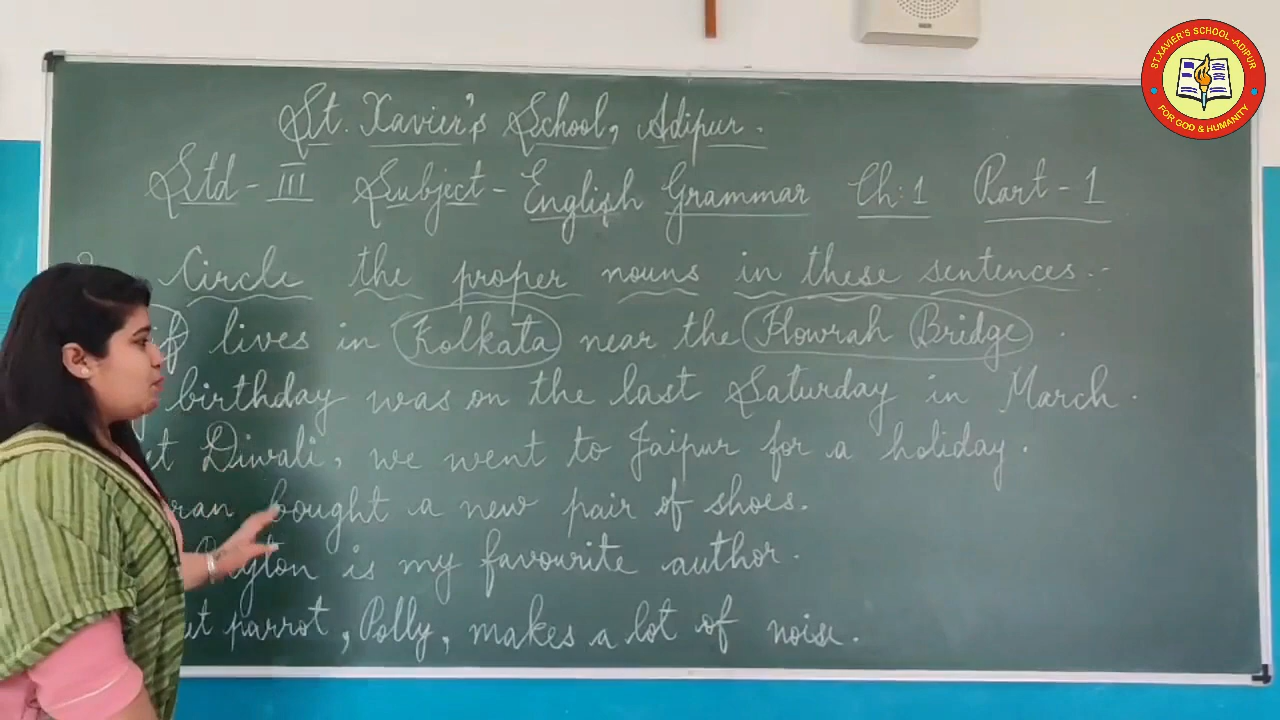 St. Xavier's School, Adipur.
Std - III Subject - English Grammar Ch: 1 Part - 1
Circle the proper nouns in these sentences :-
lives in Kolkata near the Howrah Bridge .
birthday was on the last Saturday in March .
Diwali, we went to Jaipur for a holiday .
bought a new pair of shoes .
is my favourite author .
parrot, Polly, makes a lot of noise .
ST.XAVIER'S SCHOOL-ADIPUR
FOR GOD & HUMANITY